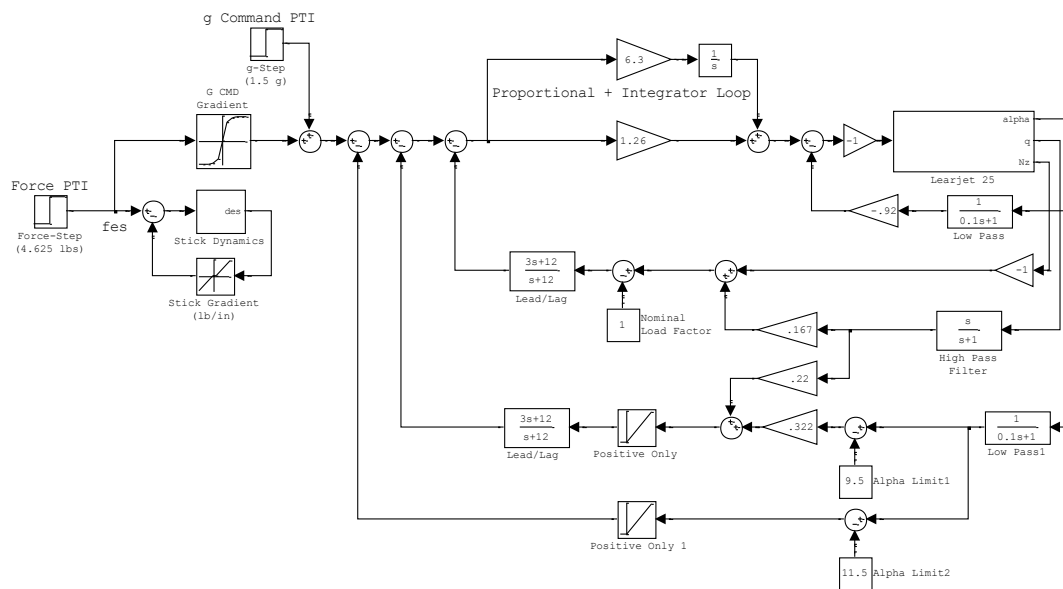 g Command PTI
g-Step
(1.5 g)
6.3
1
s
Proportional + Integrator Loop
G CMD
Gradient
1.26
-1
alpha
q
Nz
Learjet 25
Force PTI
Force-Step
(4.625 lbs)
fes
des
Stick Dynamics
Stick Gradient
(lb/in)
-.92
1
0.1s+1
Low Pass
3s+12
s+12
Lead/Lag
-1
1
Nominal
Load Factor
.167
s
s+1
High Pass
Filter
.22
3s+12
s+12
Lead/Lag
Positive Only
.322
1
0.1s+1
Low Pass1
9.5
Alpha Limit1
Positive Only 1
11.5
Alpha Limit2